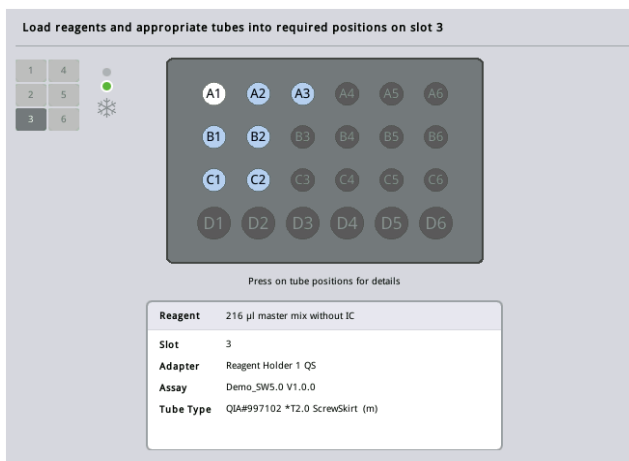 Load reagents and appropriate tubes into required positions on slot 3
1 4
2 5
3 6
A1 A2 A3 A4 A5 A6
B1 B2 B3 B4 B5 B6
C1 C2 C3 C4 C5 C6
D1 D2 D3 D4 D5 D6
Press on tube positions for details
Reagent 216 µl master mix without IC
Slot 3
Adapter Reagent Holder 1 QS
Assay Demo_SW5.0 V1.0.0
Tube Type QIA#997102 *T2.0 ScrewSkirt (m)